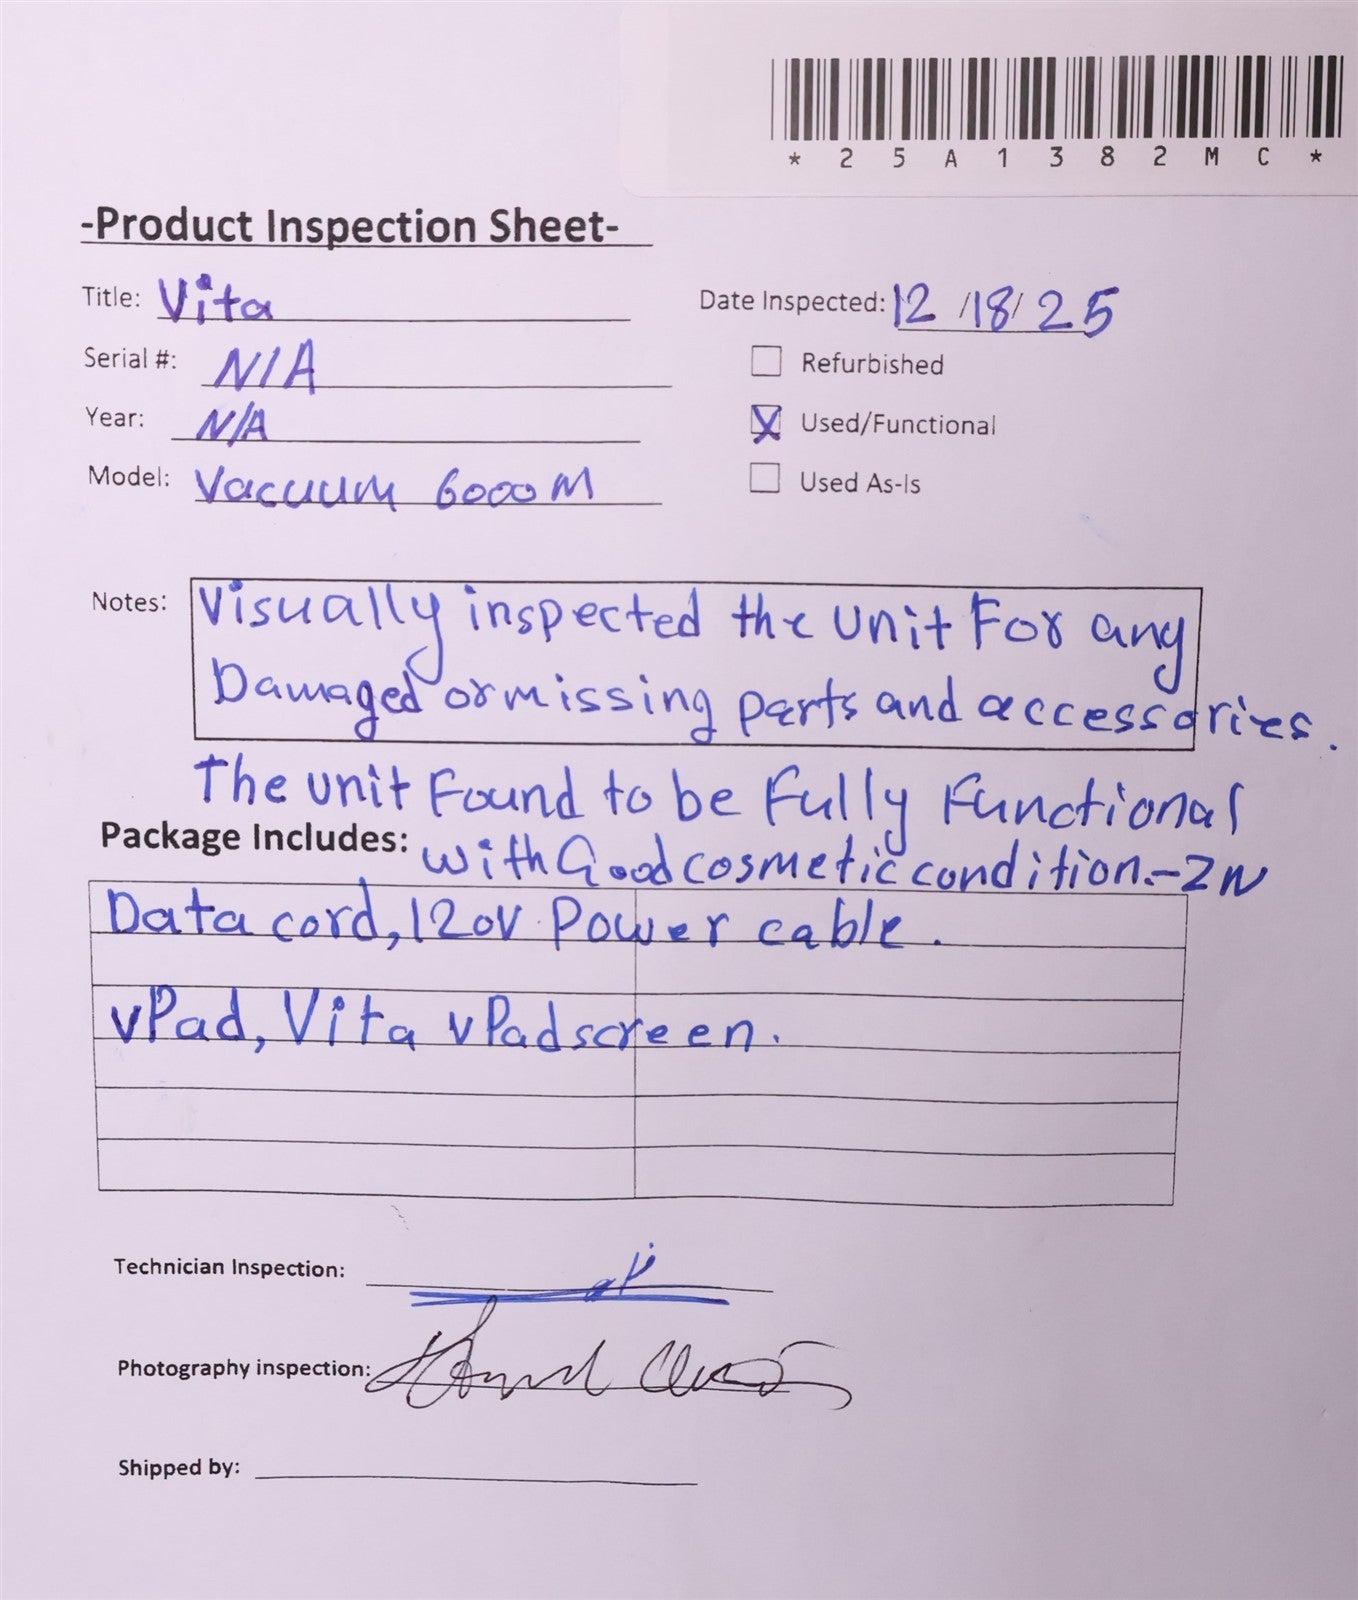 * 2 5 A 1 3 8 2 M C *
-Product Inspection Sheet-
Title: Vita
Date Inspected: 12/18/25
Serial #: N/A
Refurbished
Year: N/A
Used/Functional
Model: Vacuum 6000M
Used As-Is
Notes: Visually inspected the unit For any
Damaged or missing parts and accessories.
The unit Found to be Fully Functional
with Good cosmetic condition.-ZN
Package Includes:
Data cord, 120V Power cable.
vPad, Vita vPad screen.
Technician Inspection:
Photography inspection:
Shipped by: